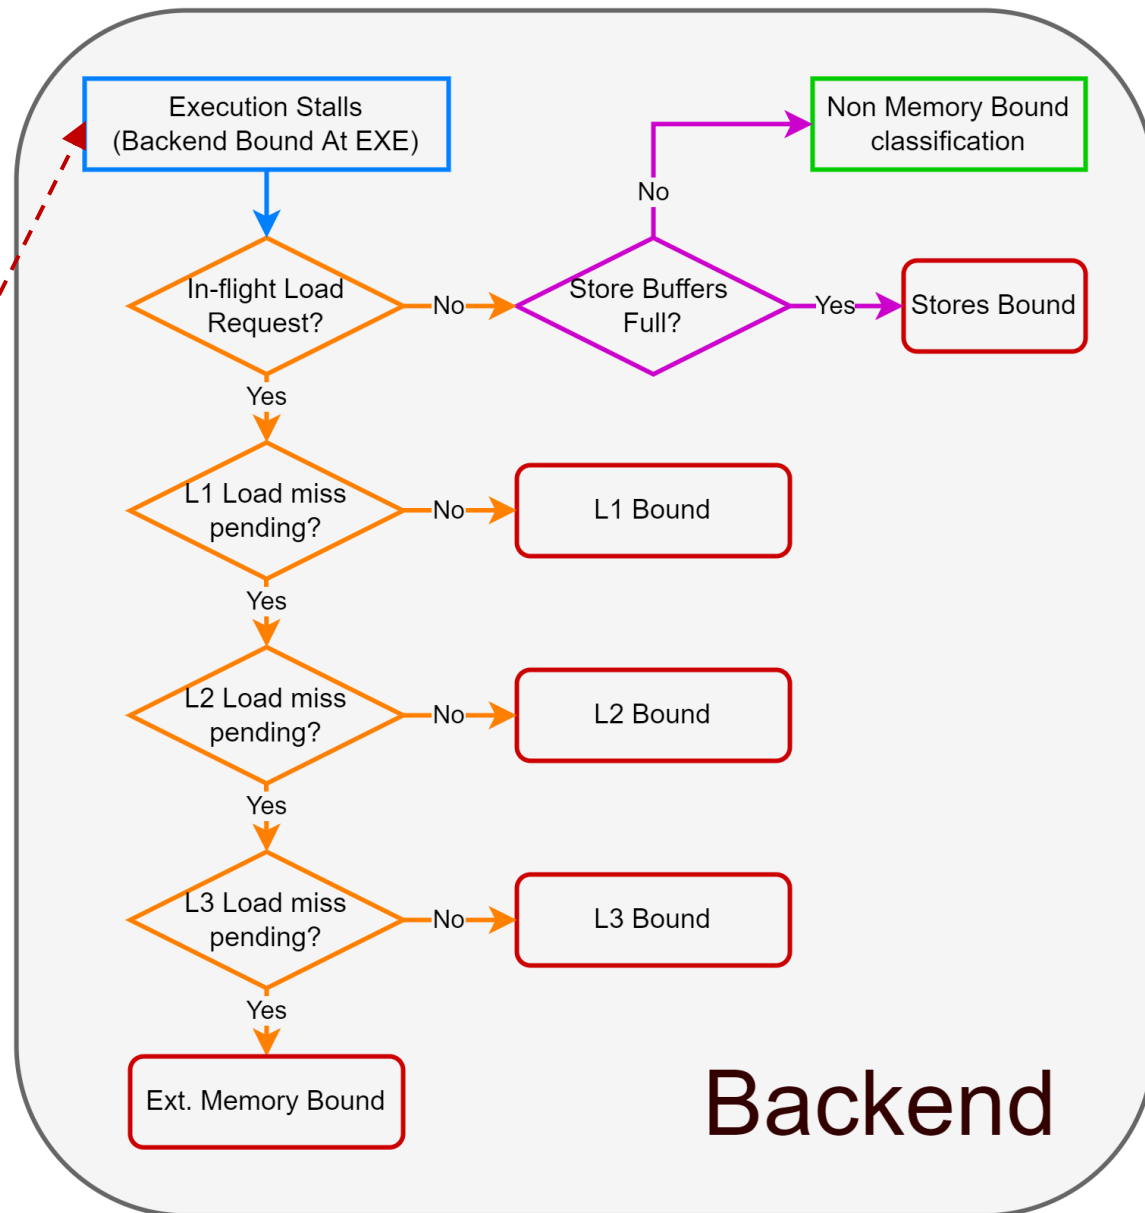 Execution Stalls
(Backend Bound At EXE)
Non Memory Bound
classification
No
In-flight Load
Request?
No
Store Buffers
Full?
Yes
Stores Bound
Yes
L1 Load miss
pending?
No
L1 Bound
Yes
L2 Load miss
pending?
No
L2 Bound
Yes
L3 Load miss
pending?
No
L3 Bound
Yes
Ext. Memory Bound
Backend